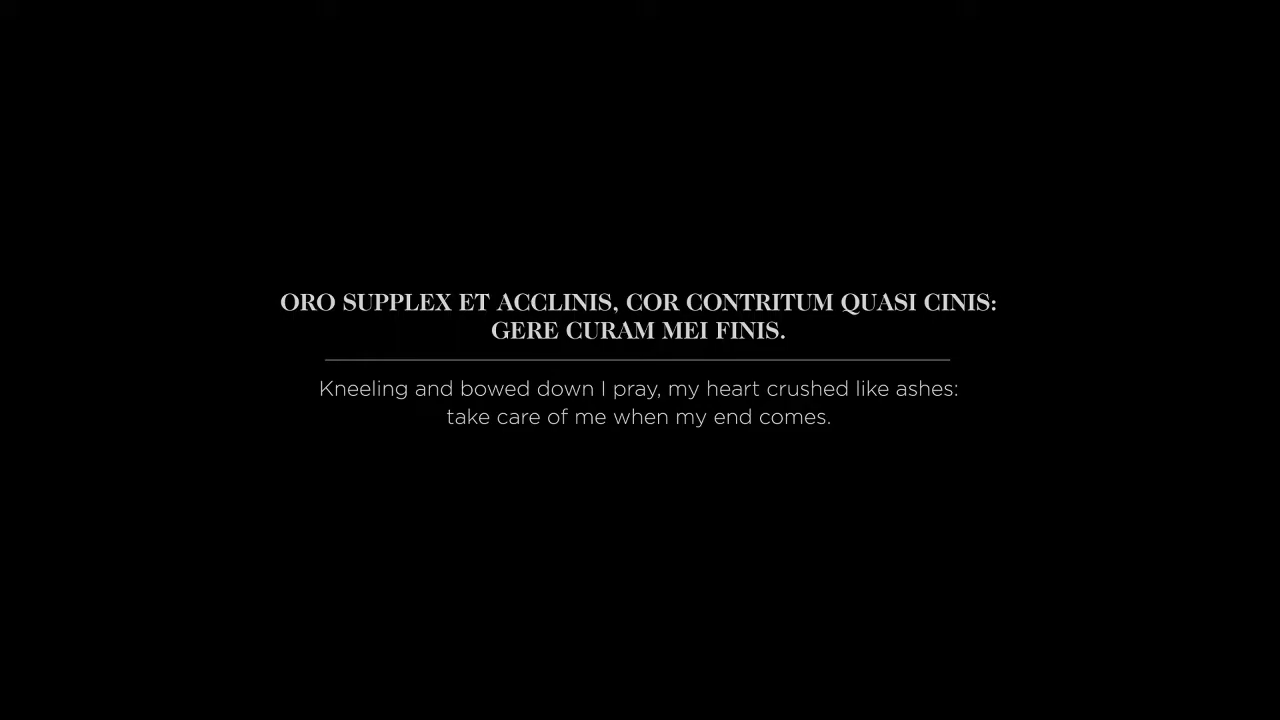 ORO SUPPLEX ET ACCLINIS, COR CONTRITUM QUASI CINIS:
GERE CURAM MEI FINIS.
Kneeling and bowed down I pray, my heart crushed like ashes:
take care of me when my end comes.